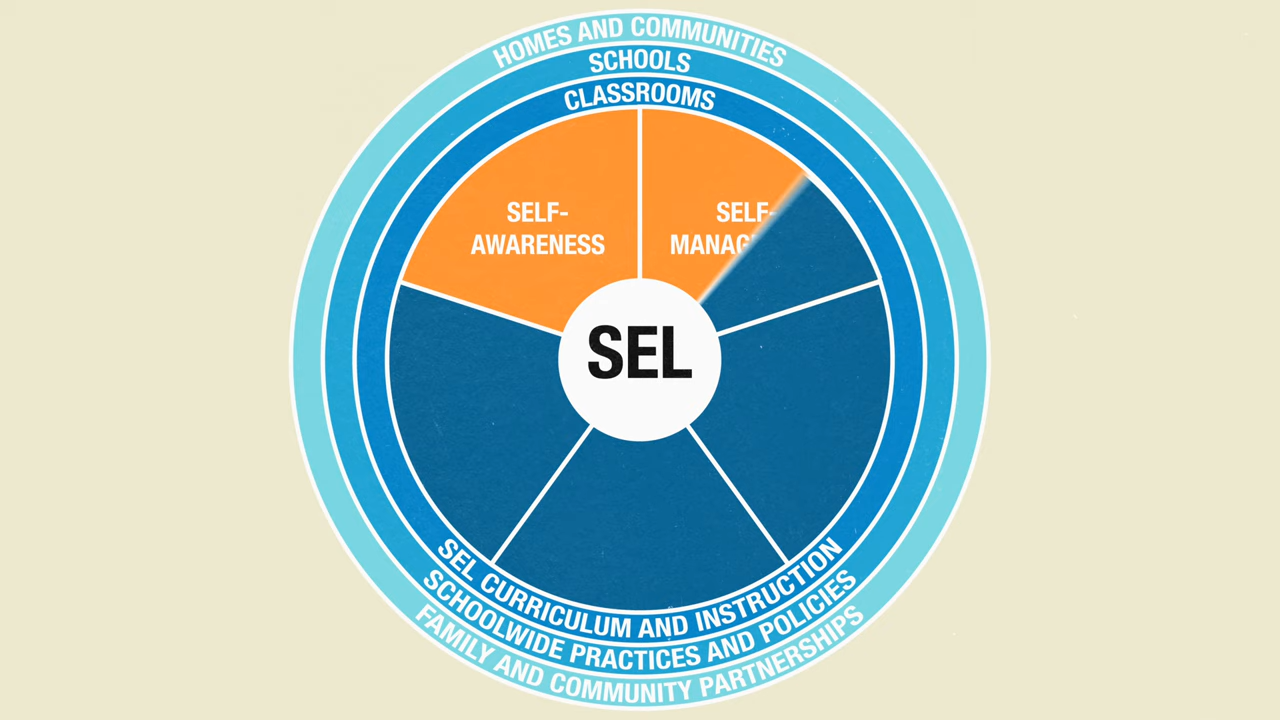 HOMES AND COMMUNITIES
SCHOOLS
CLASSROOMS
SELF-
AWARENESS
SELF-
SEL
SEL CURRICULUM AND INSTRUCTION
SCHOOLWIDE PRACTICES AND POLICIES
FAMILY AND COMMUNITY PARTNERSHIPS